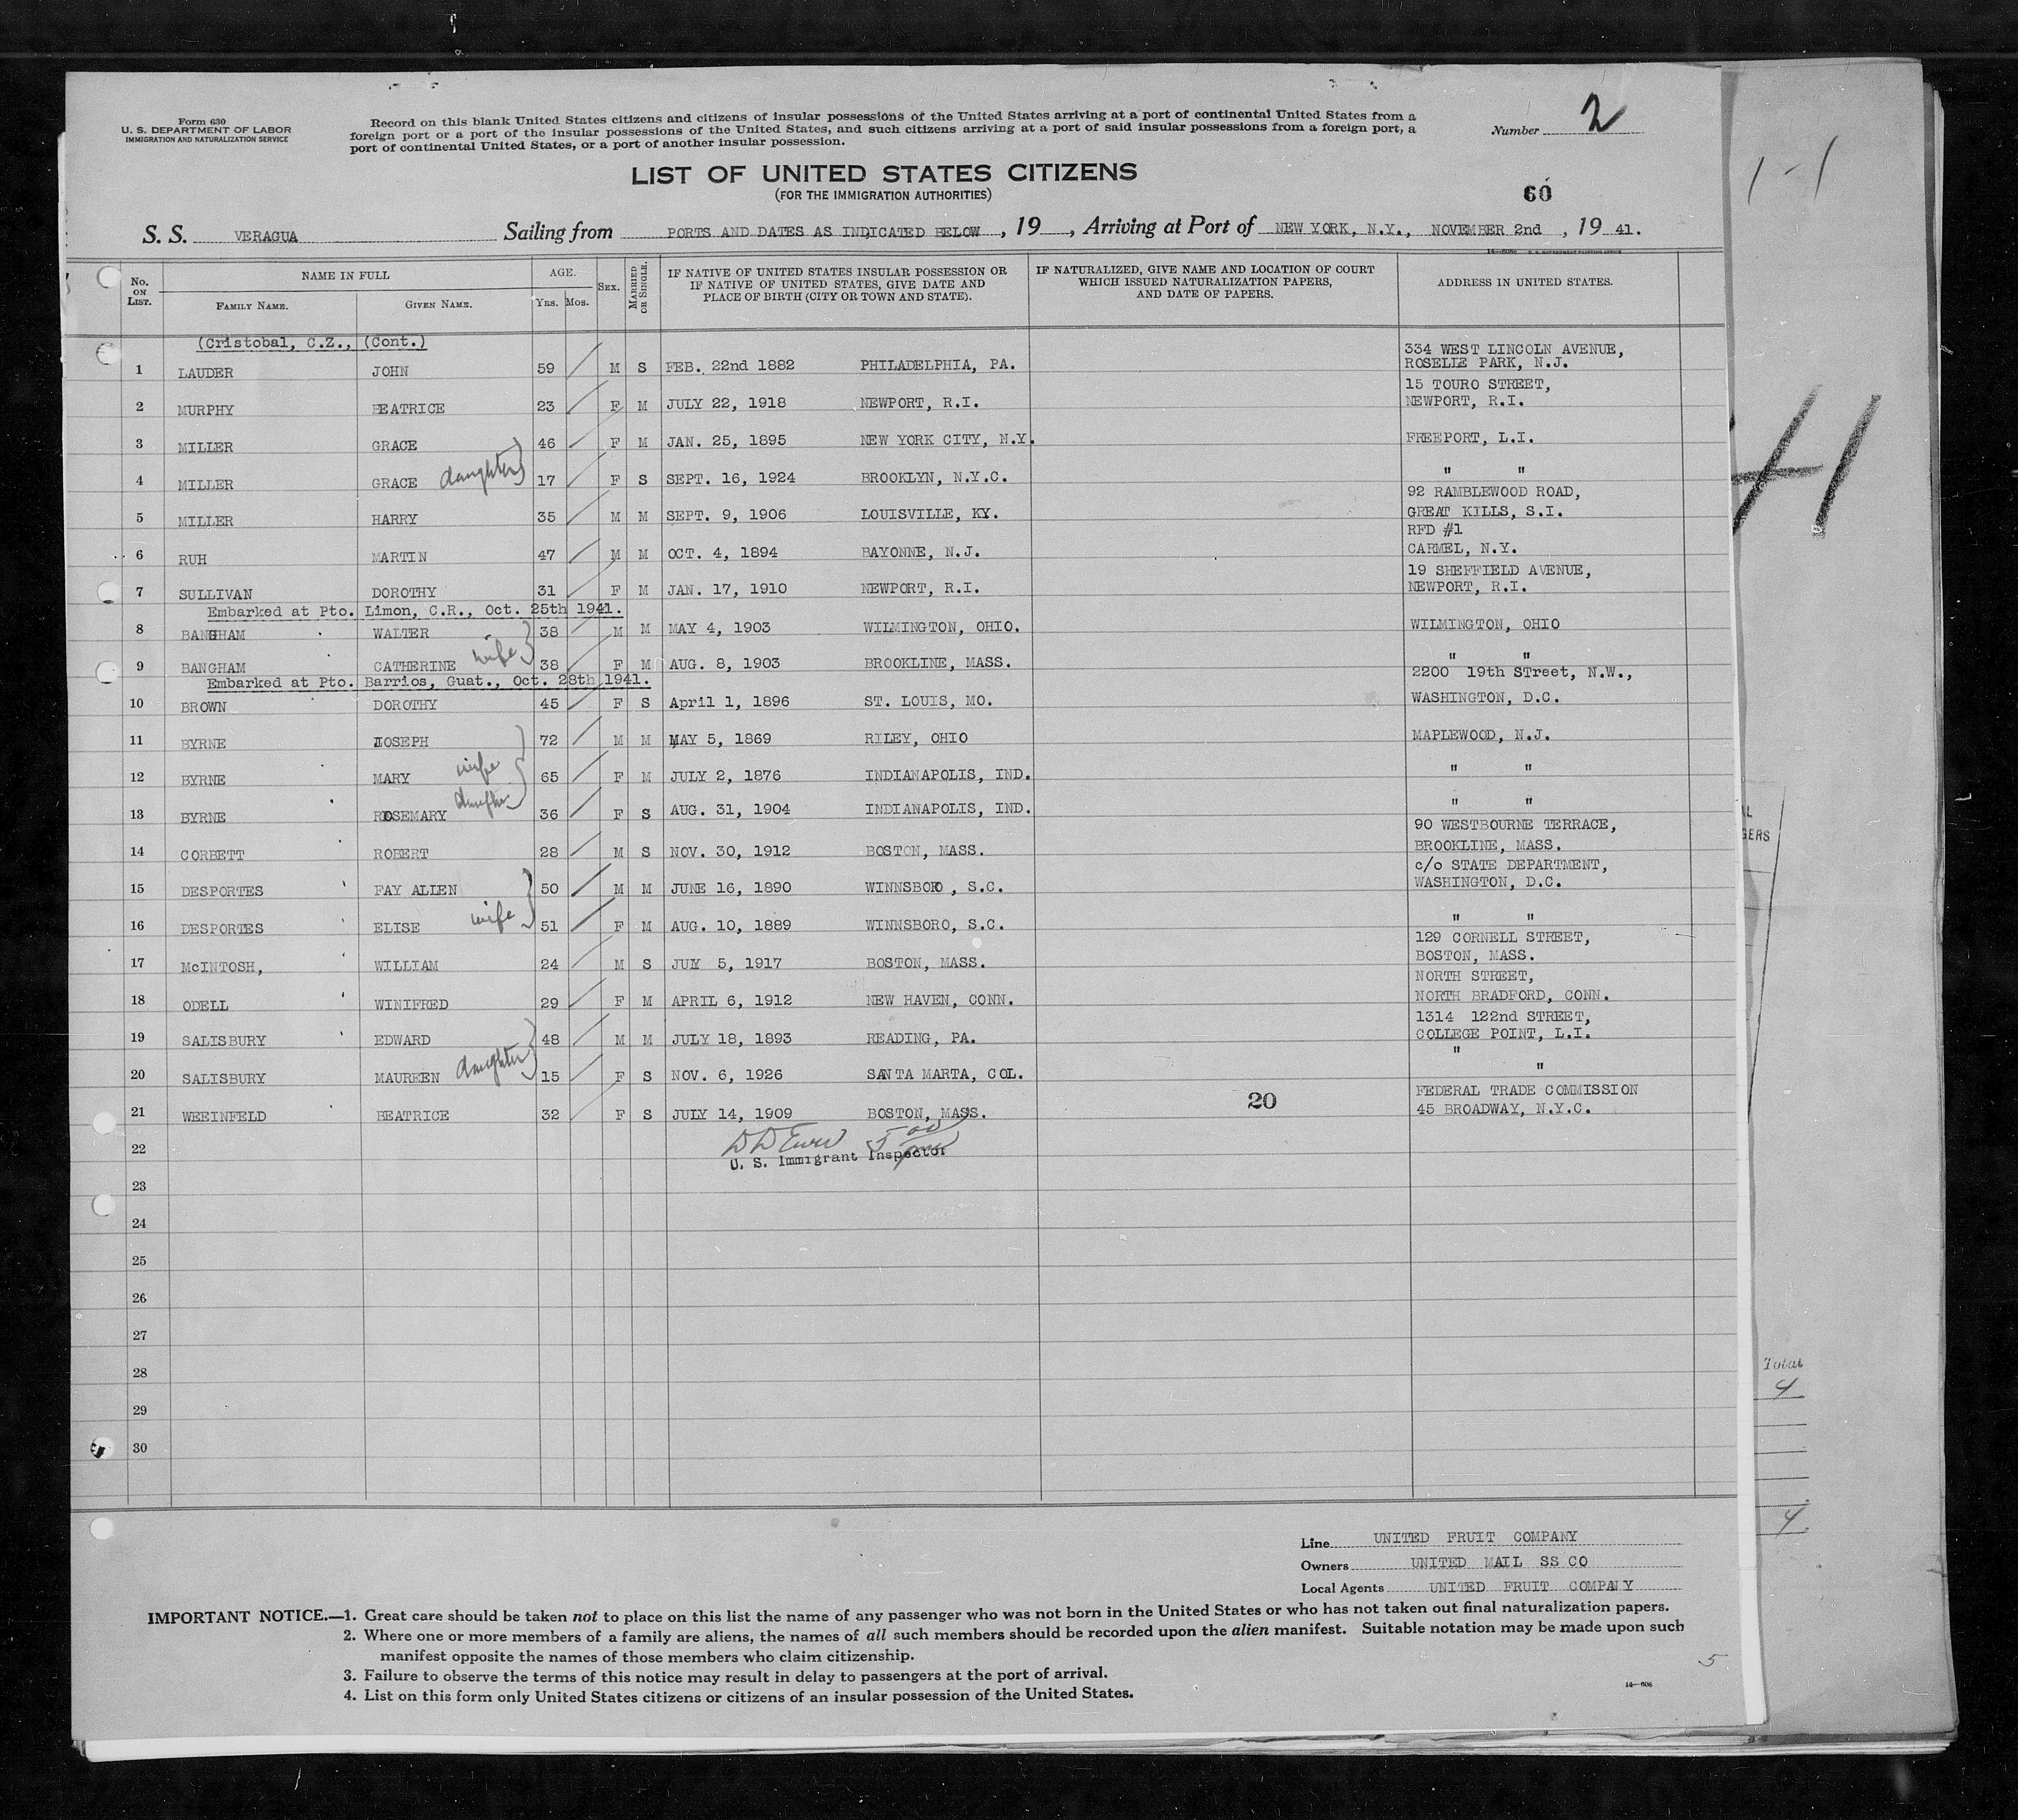 Form 630
U. S. DEPARTMENT OF LABOR
IMMIGRATION AND NATURALIZATION SERVICE
Record on this blank United States citizens and citizens of insular possessions of the United States arriving at a port of continental United States from a
foreign port or a port of the insular possessions of the United States, and such citizens arriving at a port of said insular possessions from a foreign port, a
port of continental United States, or a port of another insular possession.
Number 2
LIST OF UNITED STATES CITIZENS
(FOR THE IMMIGRATION AUTHORITIES)
60
1-1
S. S. VERAGUA Sailing from PORTS AND DATES AS INDICATED BELOW, 19 , Arriving at Port of NEW YORK, N.Y., NOVEMBER 2nd, 19 41.
No. ON LIST. NAME IN FULL FAMILY NAME. GIVEN NAME. AGE. YRS. MOS. SEX. MARRIED OR SINGLE. IF NATIVE OF UNITED STATES INSULAR POSSESSION OR IF NATIVE OF UNITED STATES, GIVE DATE AND PLACE OF BIRTH (CITY OR TOWN AND STATE). IF NATURALIZED, GIVE NAME AND LOCATION OF COURT WHICH ISSUED NATURALIZATION PAPERS, AND DATE OF PAPERS. ADDRESS IN UNITED STATES.
(Cristobal, C.Z., (Cont.)
1 LAUDER JOHN 59 M S FEB. 22nd 1882 PHILADELPHIA, PA. 334 WEST LINCOLN AVENUE, ROSELLE PARK, N.J.
2 MURPHY BEATRICE 23 F M JULY 22, 1918 NEWPORT, R.I. 15 TOURO STREET, NEWPORT, R.I.
3 MILLER GRACE 46 F M JAN. 25, 1895 NEW YORK CITY, N.Y. FREEPORT, L.I.
4 MILLER GRACE daughter 17 F S SEPT. 16, 1924 BROOKLYN, N.Y.C. " "
5 MILLER HARRY 35 M M SEPT. 9, 1906 LOUISVILLE, KY. 92 RAMBLEWOOD ROAD, GREAT KILLS, S.I.
6 RUH MARTIN 47 M M OCT. 4, 1894 BAYONNE, N.J. RFD #1 CARMEL, N.Y.
7 SULLIVAN DOROTHY 31 F M JAN. 17, 1910 NEWPORT, R.I. 19 SHEFFIELD AVENUE, NEWPORT, R.I.
Embarked at Pto. Limon, C.R., Oct. 25th 1941.
8 BANGHAM WALTER 38 M M MAY 4, 1903 WILMINGTON, OHIO. WILMINGTON, OHIO
9 BANGHAM CATHERINE wife 38 F M AUG. 8, 1903 BROOKLINE, MASS. " "
Embarked at Pto. Barrios, Guat., Oct. 28th 1941.
10 BROWN DOROTHY 45 F S April 1, 1896 ST. LOUIS, MO. 2200 19th STreet, N.W., WASHINGTON, D.C.
11 BYRNE JOSEPH 72 M M MAY 5, 1869 RILEY, OHIO MAPLEWOOD, N.J.
12 BYRNE MARY wife 65 F M JULY 2, 1876 INDIANAPOLIS, IND. " "
13 BYRNE ROSEMARY daughter 36 F S AUG. 31, 1904 INDIANAPOLIS, IND. " "
14 CORBETT ROBERT 28 M S NOV. 30, 1912 BOSTON, MASS. 90 WESTBOURNE TERRACE, BROOKLINE, MASS.
15 DESPORTES FAY ALLEN 50 M M JUNE 16, 1890 WINNSBORO, S.C. c/o STATE DEPARTMENT, WASHINGTON, D.C.
16 DESPORTES ELISE wife 51 F M AUG. 10, 1889 WINNSBORO, S.C. " "
17 McINTOSH, WILLIAM 24 M S JULY 5, 1917 BOSTON, MASS. 129 CORNELL STREET, BOSTON, MASS.
18 ODELL WINIFRED 29 F M APRIL 6, 1912 NEW HAVEN, CONN. NORTH STREET, NORTH BRADFORD, CONN.
19 SALISBURY EDWARD 48 M M JULY 18, 1893 READING, PA. 1314 122nd STREET, COLLEGE POINT, L.I.
20 SALISBURY MAUREEN daughter 15 F S NOV. 6, 1926 SANTA MARTA, COL. " "
21 WEEINFELD BEATRICE 32 F S JULY 14, 1909 BOSTON, MASS. 20 FEDERAL TRADE COMMISSION 45 BROADWAY, N.Y.C.
22
U. S. Immigrant Inspector
23
24
25
26
27
28
29
30
Total
4
4
Line UNITED FRUIT COMPANY
Owners UNITED MAIL SS CO
Local Agents UNITED FRUIT COMPANY
IMPORTANT NOTICE.—1. Great care should be taken not to place on this list the name of any passenger who was not born in the United States or who has not taken out final naturalization papers.
2. Where one or more members of a family are aliens, the names of all such members should be recorded upon the alien manifest. Suitable notation may be made upon such
manifest opposite the names of those members who claim citizenship.
3. Failure to observe the terms of this notice may result in delay to passengers at the port of arrival.
4. List on this form only United States citizens or citizens of an insular possession of the United States.
5